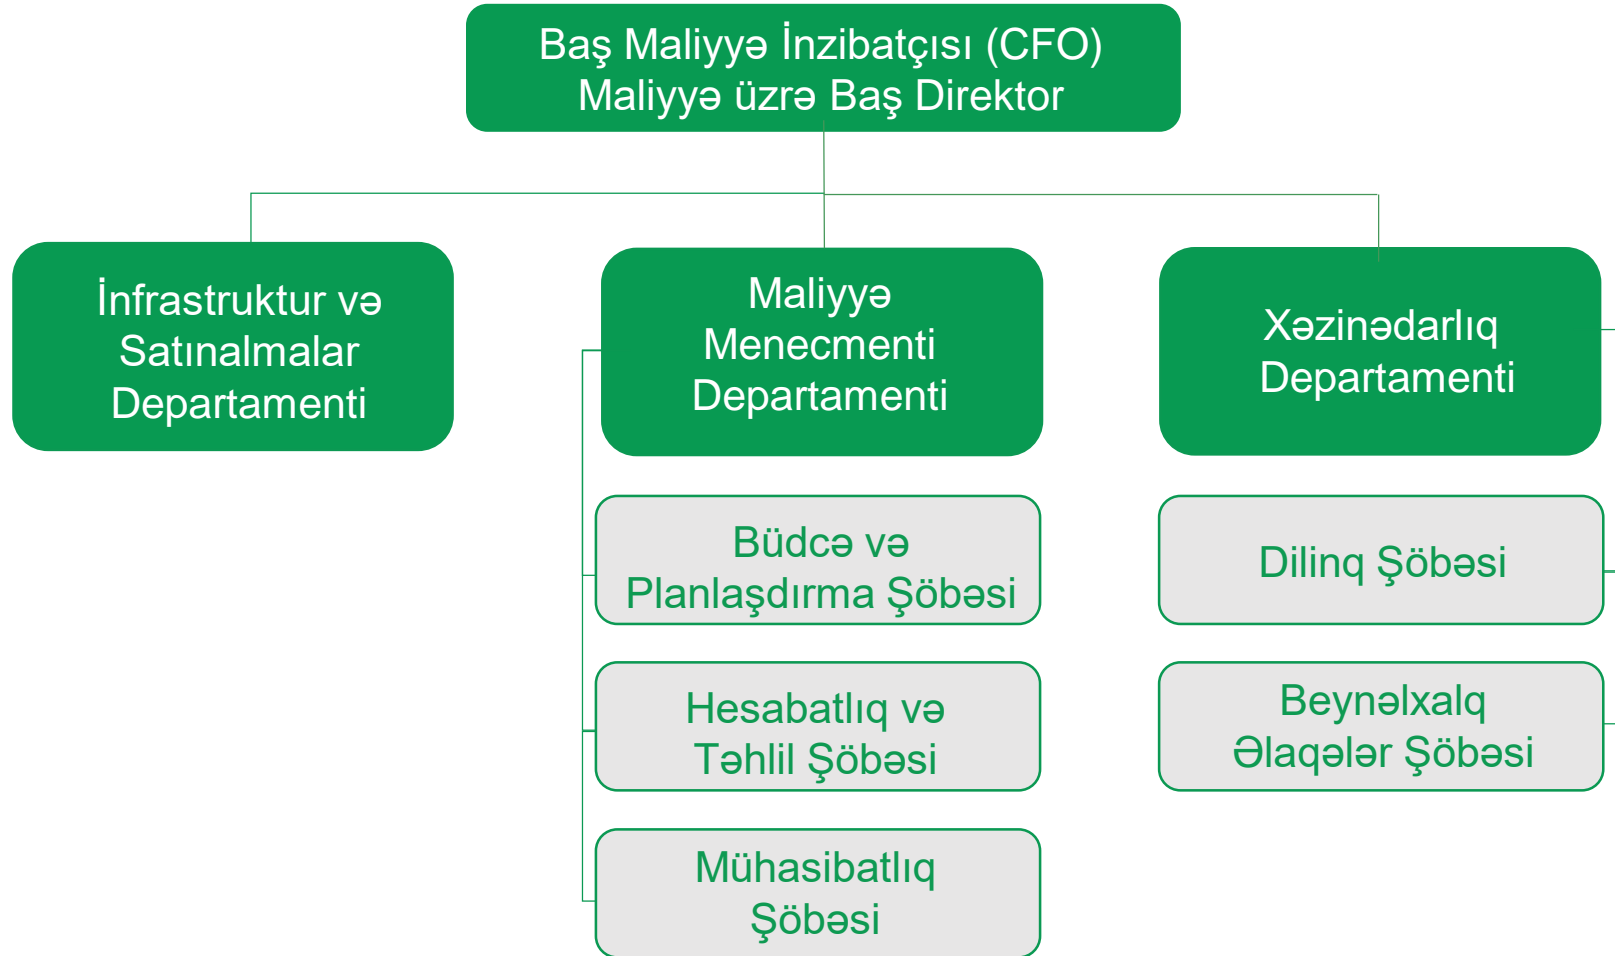 Baş Maliyyə İnzibatçısı (CFO)
Maliyyə üzrə Baş Direktor
İnfrastruktur və
Satınalmalar
Departamenti
Maliyyə
Menecmenti
Departamenti
Xəzinədarlıq
Departamenti
Büdcə və
Planlaşdırma Şöbəsi
Dilinq Şöbəsi
Hesabatlıq və
Təhlil Şöbəsi
Beynəlxalq
Əlaqələr Şöbəsi
Mühasibatlıq
Şöbəsi